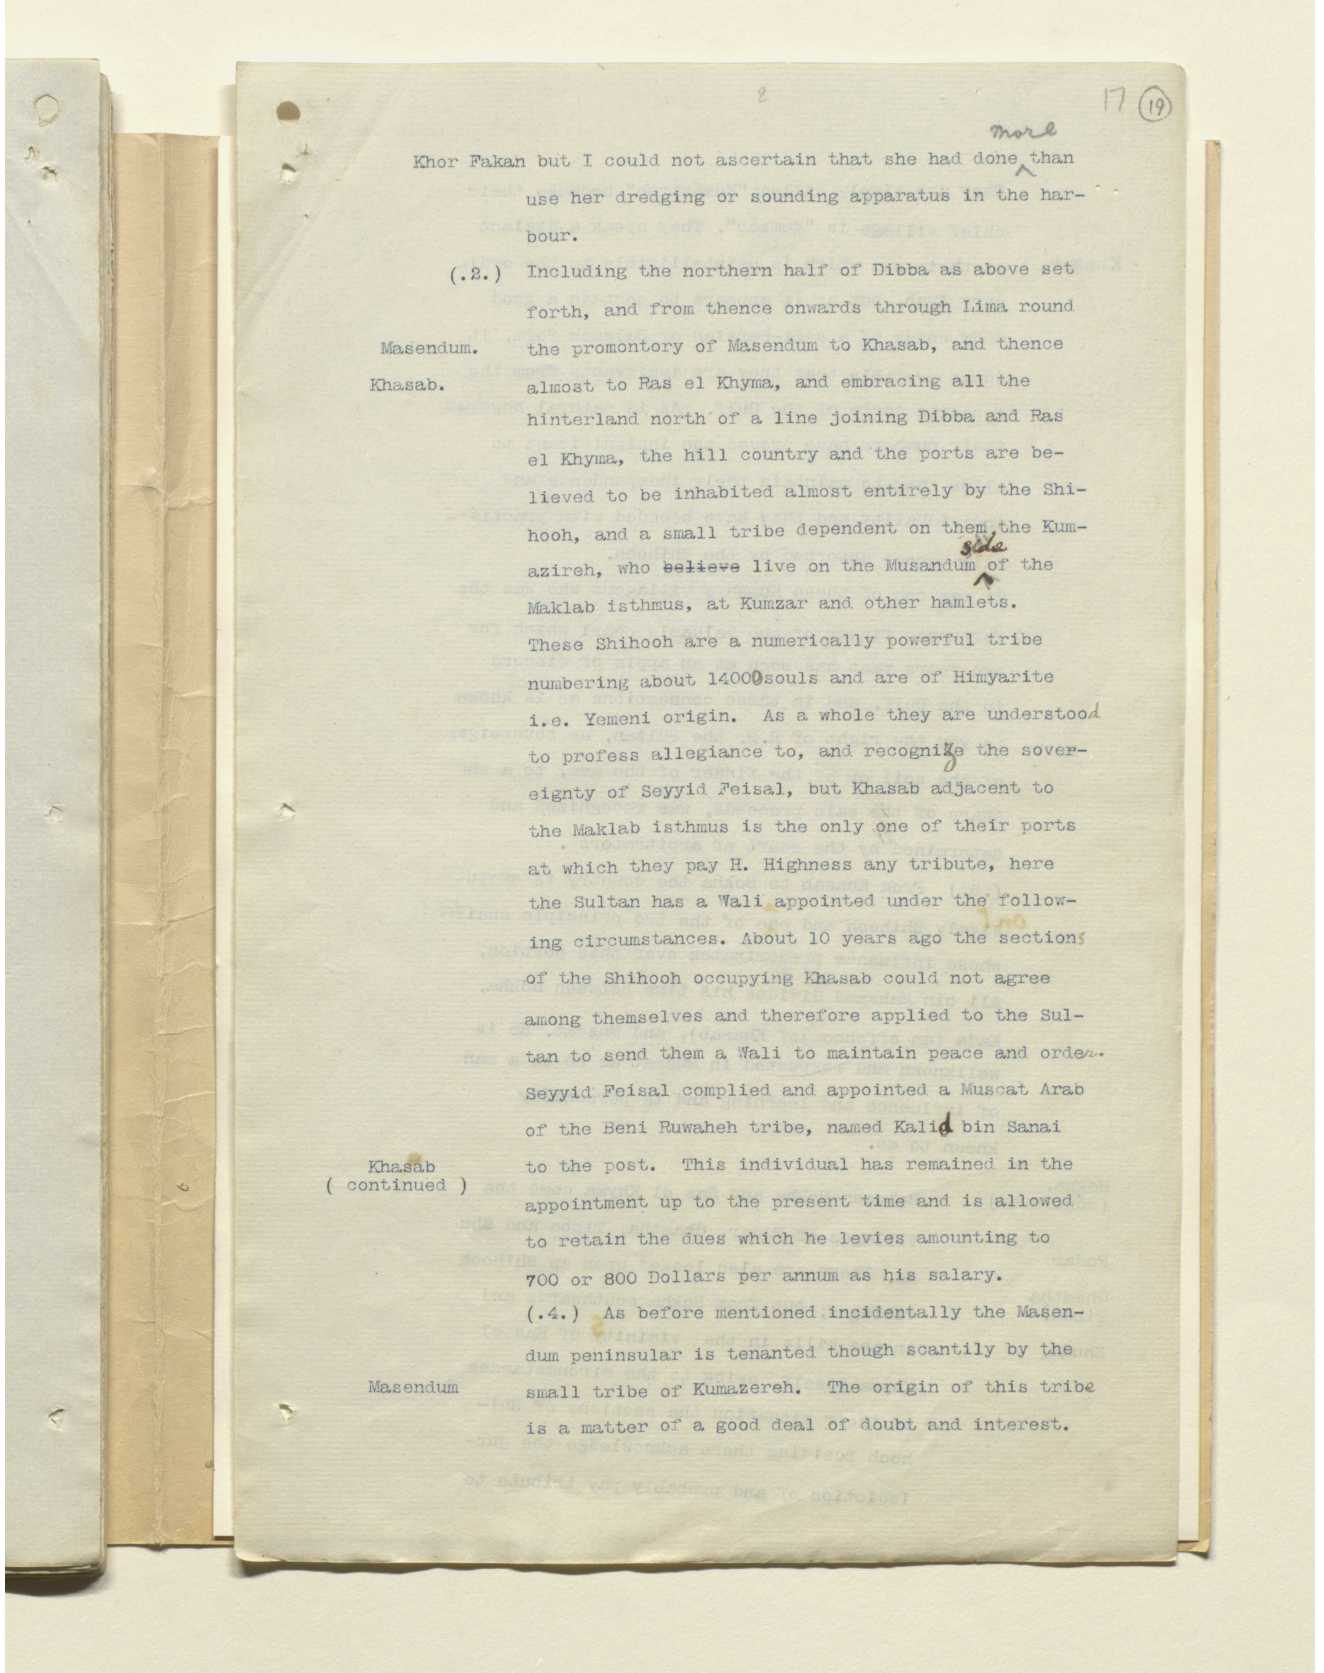 2
17 19
more
Khor Fakan but I could not ascertain that she had done than
use her dredging or sounding apparatus in the har-
bour.
(.2.) Including the northern half of Dibba as above set
forth, and from thence onwards through Lima round
Masendum. the promontory of Masendum to Khasab, and thence
Khasab. almost to Ras el Khyma, and embracing all the
hinterland north of a line joining Dibba and Ras
el Khyma, the hill country and the ports are be-
lieved to be inhabited almost entirely by the Shi-
hooh, and a small tribe dependent on them, the Kum-
side
azireh, who believe live on the Musandum of the
Maklab isthmus, at Kumzar and other hamlets.
These Shihooh are a numerically powerful tribe
numbering about 14000 souls and are of Himyarite
i.e. Yemeni origin. As a whole they are understood
to profess allegiance to, and recognize the sover-
eignty of Seyyid Feisal, but Khasab adjacent to
the Maklab isthmus is the only one of their ports
at which they pay H. Highness any tribute, here
the Sultan has a Wali appointed under the follow-
ing circumstances. About 10 years ago the sections
of the Shihooh occupying Khasab could not agree
among themselves and therefore applied to the Sul-
tan to send them a Wali to maintain peace and order.
Seyyid Feisal complied and appointed a Muscat Arab
of the Beni Ruwaheh tribe, named Kalid bin Sanai
Khasab to the post. This individual has remained in the
( continued ) appointment up to the present time and is allowed
to retain the dues which he levies amounting to
700 or 800 Dollars per annum as his salary.
(.4.) As before mentioned incidentally the Masen-
dum peninsular is tenanted though scantily by the
Masendum small tribe of Kumazereh. The origin of this tribe
is a matter of a good deal of doubt and interest.